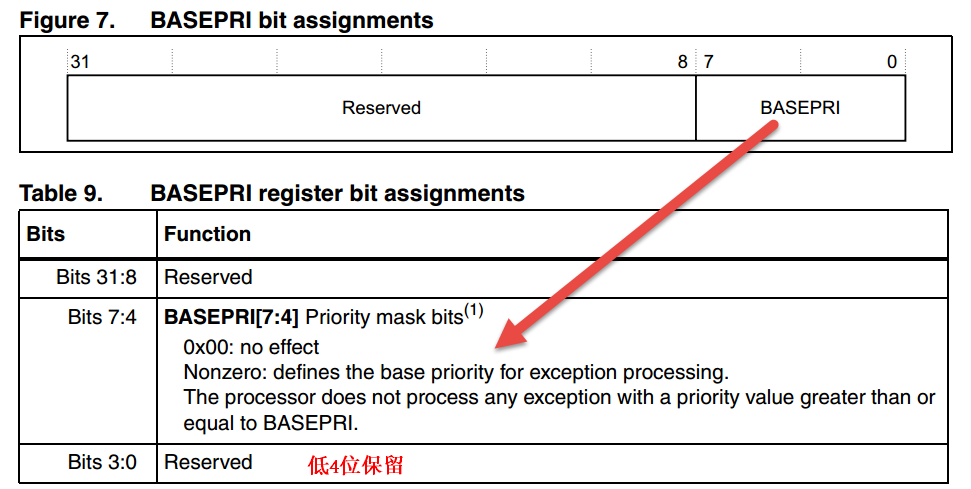 Figure 7. BASEPRI bit assignments
31 8 7 0
Reserved BASEPRI
Table 9. BASEPRI register bit assignments
Bits Function
Bits 31:8 Reserved
Bits 7:4 BASEPRI[7:4] Priority mask bits(1)
0x00: no effect
Nonzero: defines the base priority for exception processing.
The processor does not process any exception with a priority value greater than or
equal to BASEPRI.
Bits 3:0 Reserved 低4位保留